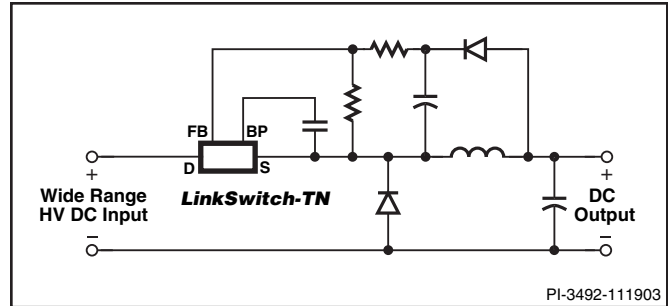 FB BP
D S
+ +
Wide Range
HV DC Input
LinkSwitch-TN
DC
Output
− −
PI-3492-111903